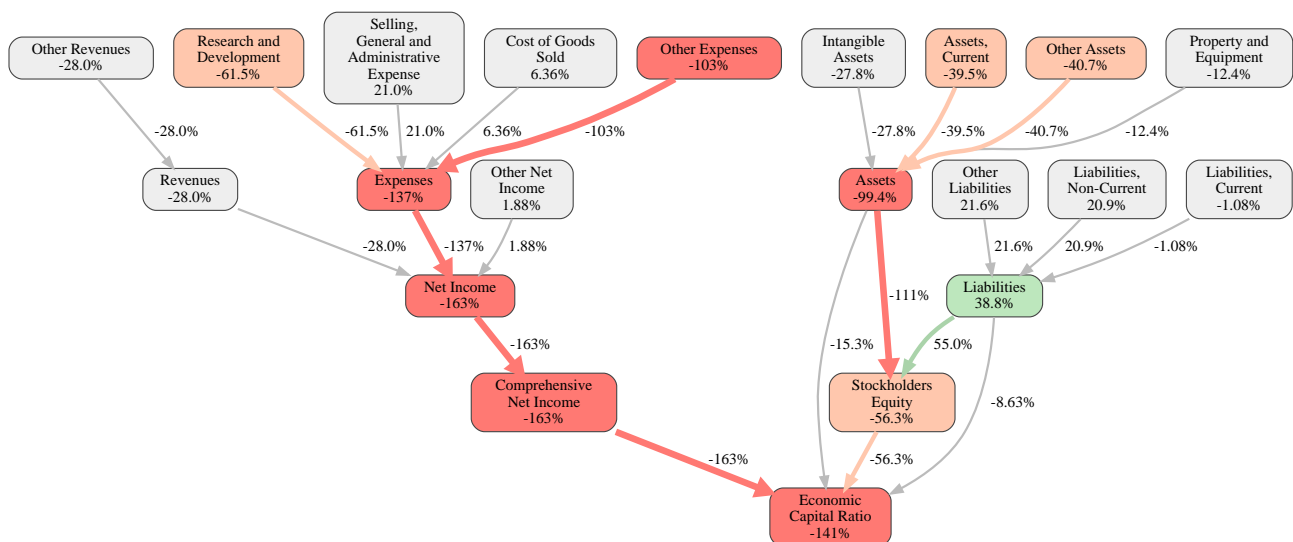 Other Revenues
-28.0%
Research and
Development
-61.5%
Selling,
General and
Administrative
Expense
21.0%
Cost of Goods
Sold
6.36%
Other Expenses
-103%
Intangible
Assets
-27.8%
Assets,
Current
-39.5%
Other Assets
-40.7%
Property and
Equipment
-12.4%
-28.0%
-61.5%
21.0%
6.36%
-103%
-27.8%
-39.5%
-40.7%
-12.4%
Revenues
-28.0%
Expenses
-137%
Other Net
Income
1.88%
Assets
-99.4%
Other
Liabilities
21.6%
Liabilities,
Non-Current
20.9%
Liabilities,
Current
-1.08%
-28.0%
-137%
1.88%
21.6%
20.9%
-1.08%
Net Income
-163%
-111%
Liabilities
38.8%
-163%
-15.3%
55.0%
Comprehensive
Net Income
-163%
Stockholders
Equity
-56.3%
-8.63%
-163%
-56.3%
Economic
Capital Ratio
-141%